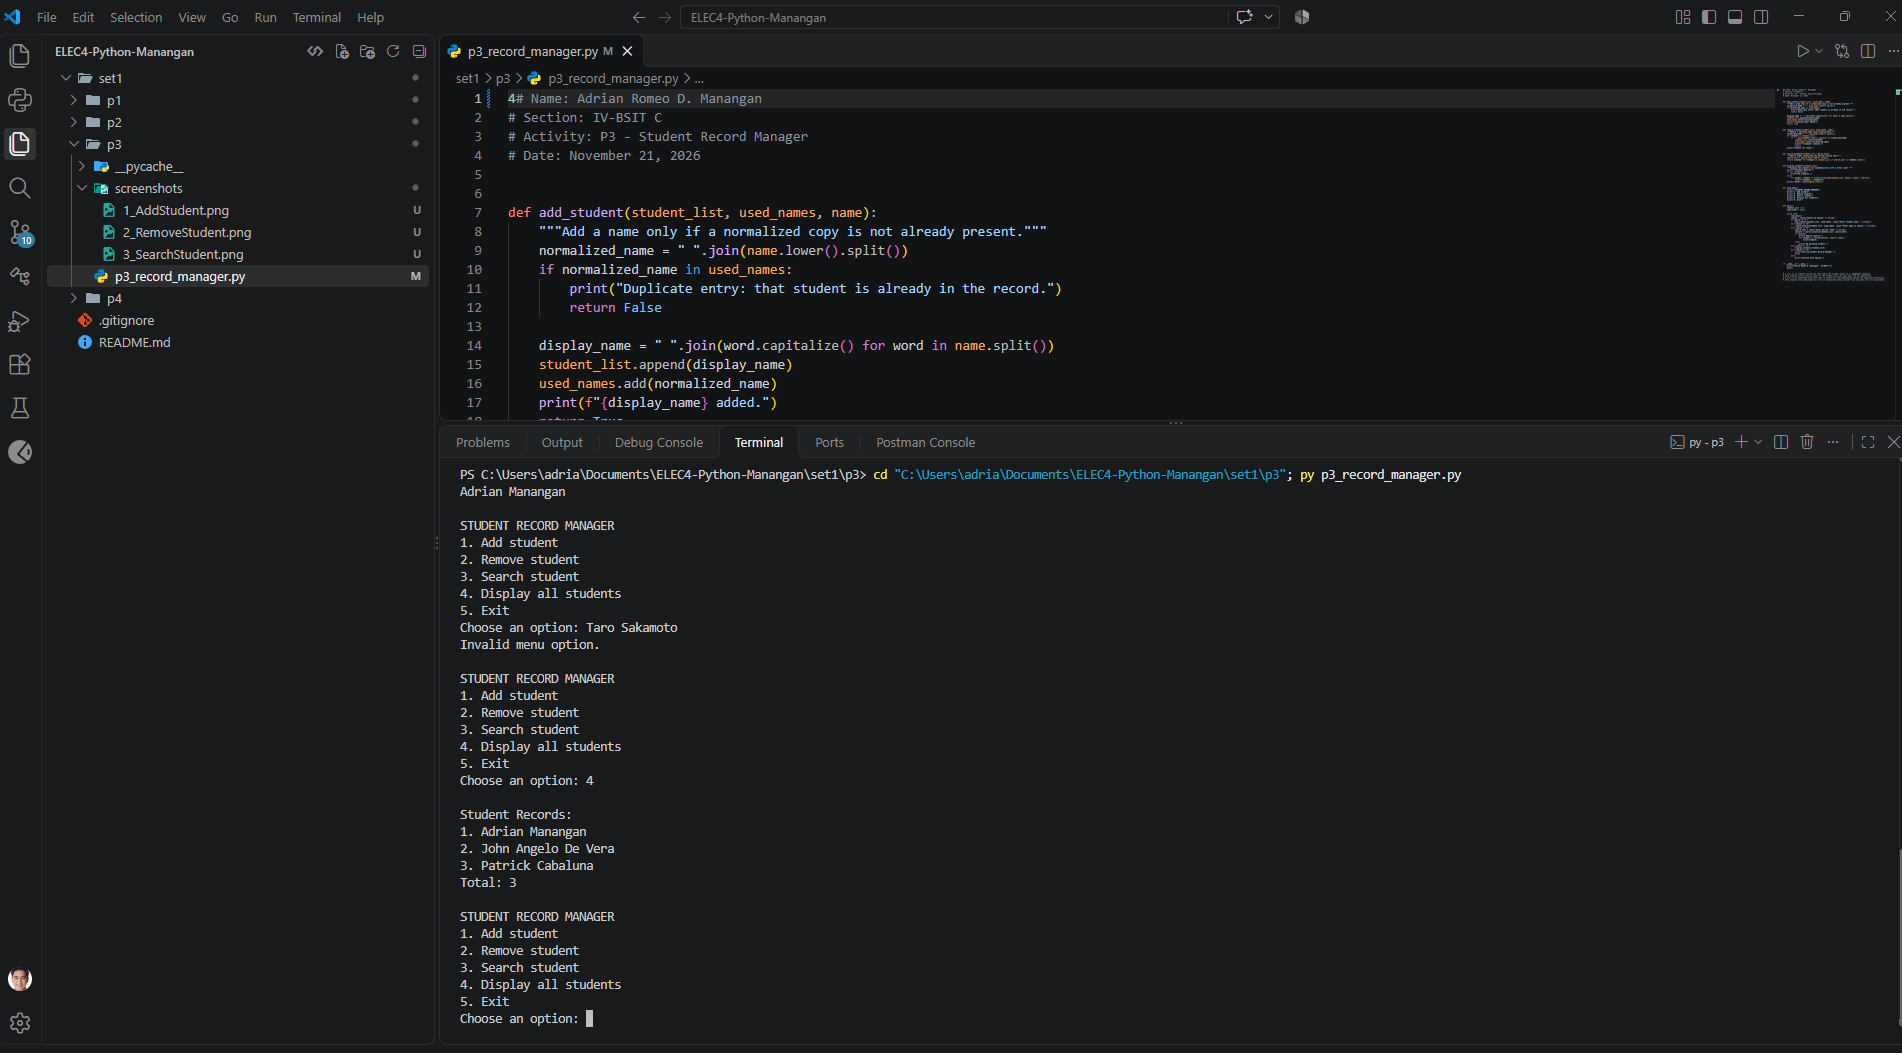 File Edit Selection View Go Run Terminal Help
ELEC4-Python-Manangan
ELEC4-Python-Manangan
set1
p1
p2
p3
__pycache__
screenshots
1_AddStudent.png U
2_RemoveStudent.png U
3_SearchStudent.png U
p3_record_manager.py M
p4
.gitignore
README.md
10
p3_record_manager.py M
set1 > p3 > p3_record_manager.py > ...
1 4# Name: Adrian Romeo D. Manangan
2 # Section: IV-BSIT C
3 # Activity: P3 - Student Record Manager
4 # Date: November 21, 2026
5
6
7 def add_student(student_list, used_names, name):
8 """Add a name only if a normalized copy is not already present."""
9 normalized_name = " ".join(name.lower().split())
10 if normalized_name in used_names:
11 print("Duplicate entry: that student is already in the record.")
12 return False
13
14 display_name = " ".join(word.capitalize() for word in name.split())
15 student_list.append(display_name)
16 used_names.add(normalized_name)
17 print(f"{display_name} added.")
Problems Output Debug Console Terminal Ports Postman Console
py - p3
PS C:\Users\adria\Documents\ELEC4-Python-Manangan\set1\p3> cd "C:\Users\adria\Documents\ELEC4-Python-Manangan\set1\p3"; py p3_record_manager.py
Adrian Manangan
STUDENT RECORD MANAGER
1. Add student
2. Remove student
3. Search student
4. Display all students
5. Exit
Choose an option: Taro Sakamoto
Invalid menu option.
STUDENT RECORD MANAGER
1. Add student
2. Remove student
3. Search student
4. Display all students
5. Exit
Choose an option: 4
Student Records:
1. Adrian Manangan
2. John Angelo De Vera
3. Patrick Cabaluna
Total: 3
STUDENT RECORD MANAGER
1. Add student
2. Remove student
3. Search student
4. Display all students
5. Exit
Choose an option: